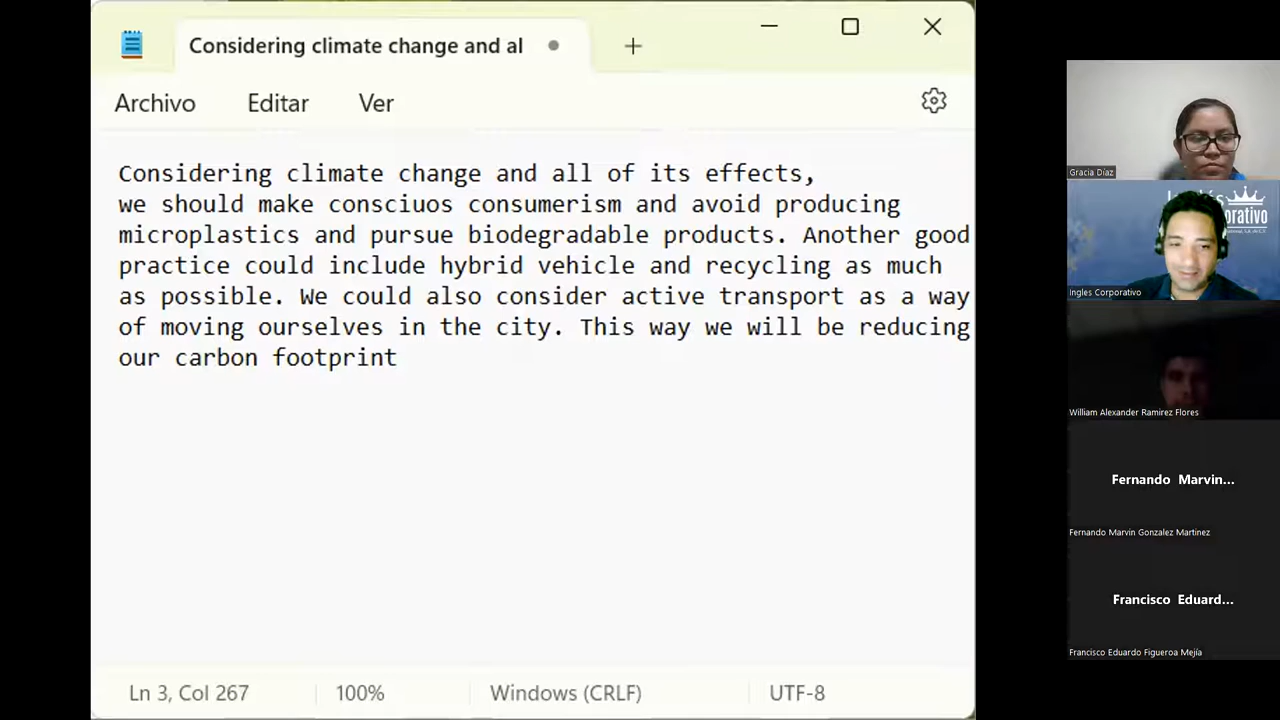 Considering climate change and al
Archivo Editar Ver
Considering climate change and all of its effects,
we should make consciuos consumerism and avoid producing
microplastics and pursue biodegradable products. Another good
practice could include hybrid vehicle and recycling as much
as possible. We could also consider active transport as a way
of moving ourselves in the city. This way we will be reducing
our carbon footprint
Ln 3, Col 267 100% Windows (CRLF) UTF-8
Gracia Díaz
Ingles Corporativo
William Alexander Ramirez Flores
Fernando Marvin...
Fernando Marvin Gonzalez Martinez
Francisco Eduard...
Francisco Eduardo Figueroa Mejía